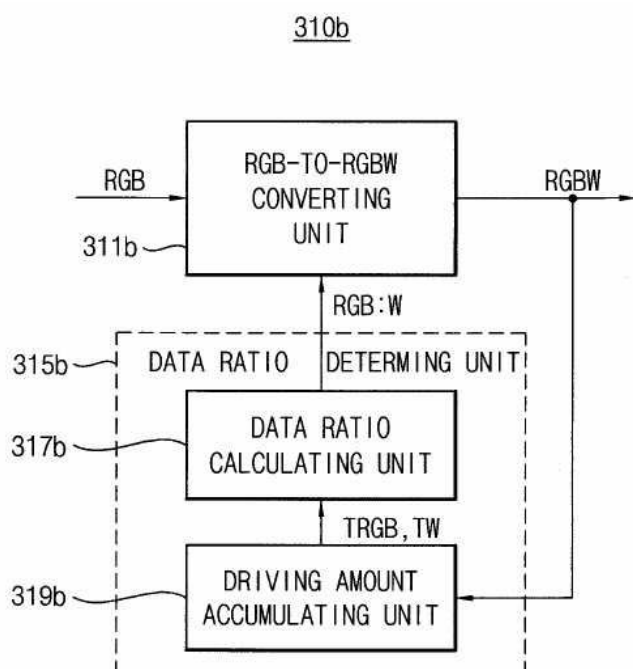 310b
RGB-TO-RGBW
CONVERTING
UNIT
RGB
RGBW
311b
RGB:W
315b
DATA RATIO DETERMING UNIT
317b
DATA RATIO
CALCULATING UNIT
TRGB,TW
319b
DRIVING AMOUNT
ACCUMULATING UNIT